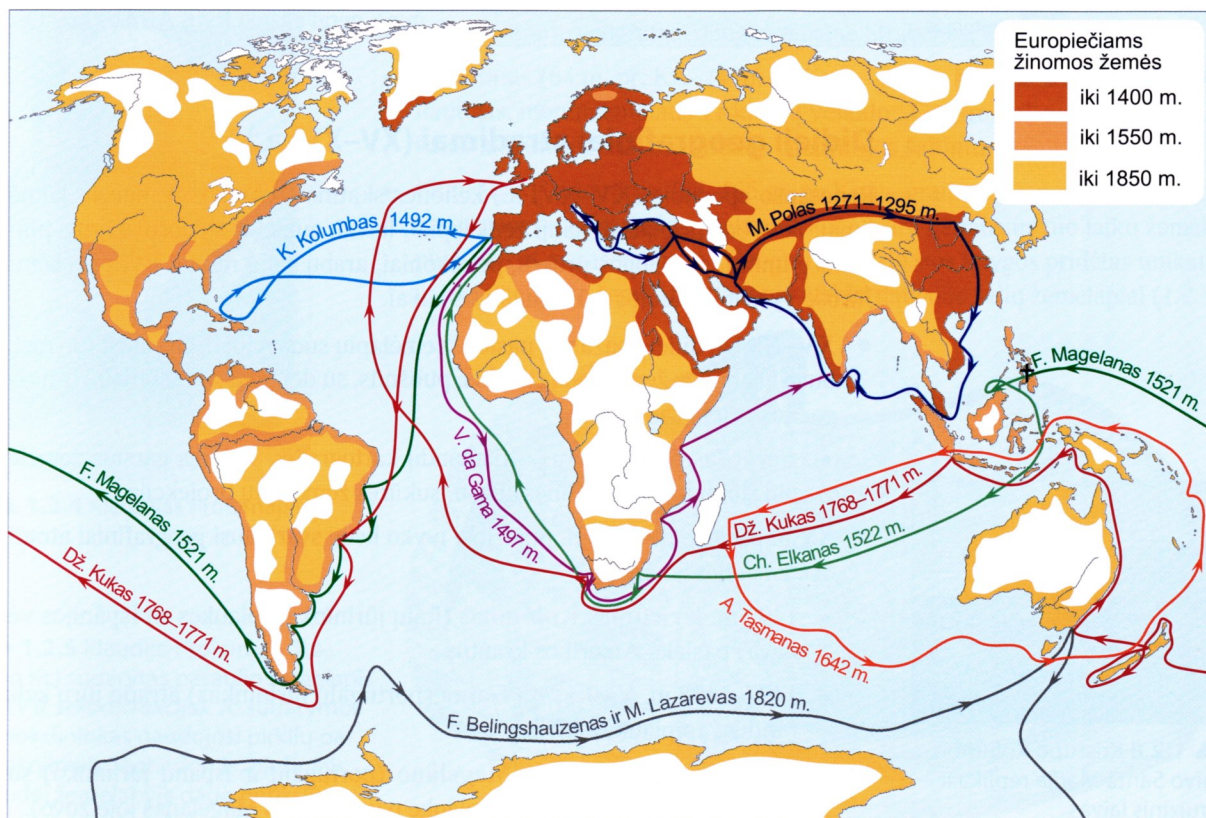 Europiečiams
žinomos žemės
iki 1400 m.
iki 1550 m.
iki 1850 m.
K. Kolumbas 1492 m.
M. Polas 1271–1295 m.
F. Magelanas 1521 m.
V. da Gama 1497 m.
F. Magelanas 1521 m.
Dž. Kukas 1768–1771 m.
Dž. Kukas 1768–1771 m.
Ch. Elkanas 1522 m.
A. Tasmanas 1642 m.
F. Belingshauzenas ir M. Lazarevas 1820 m.